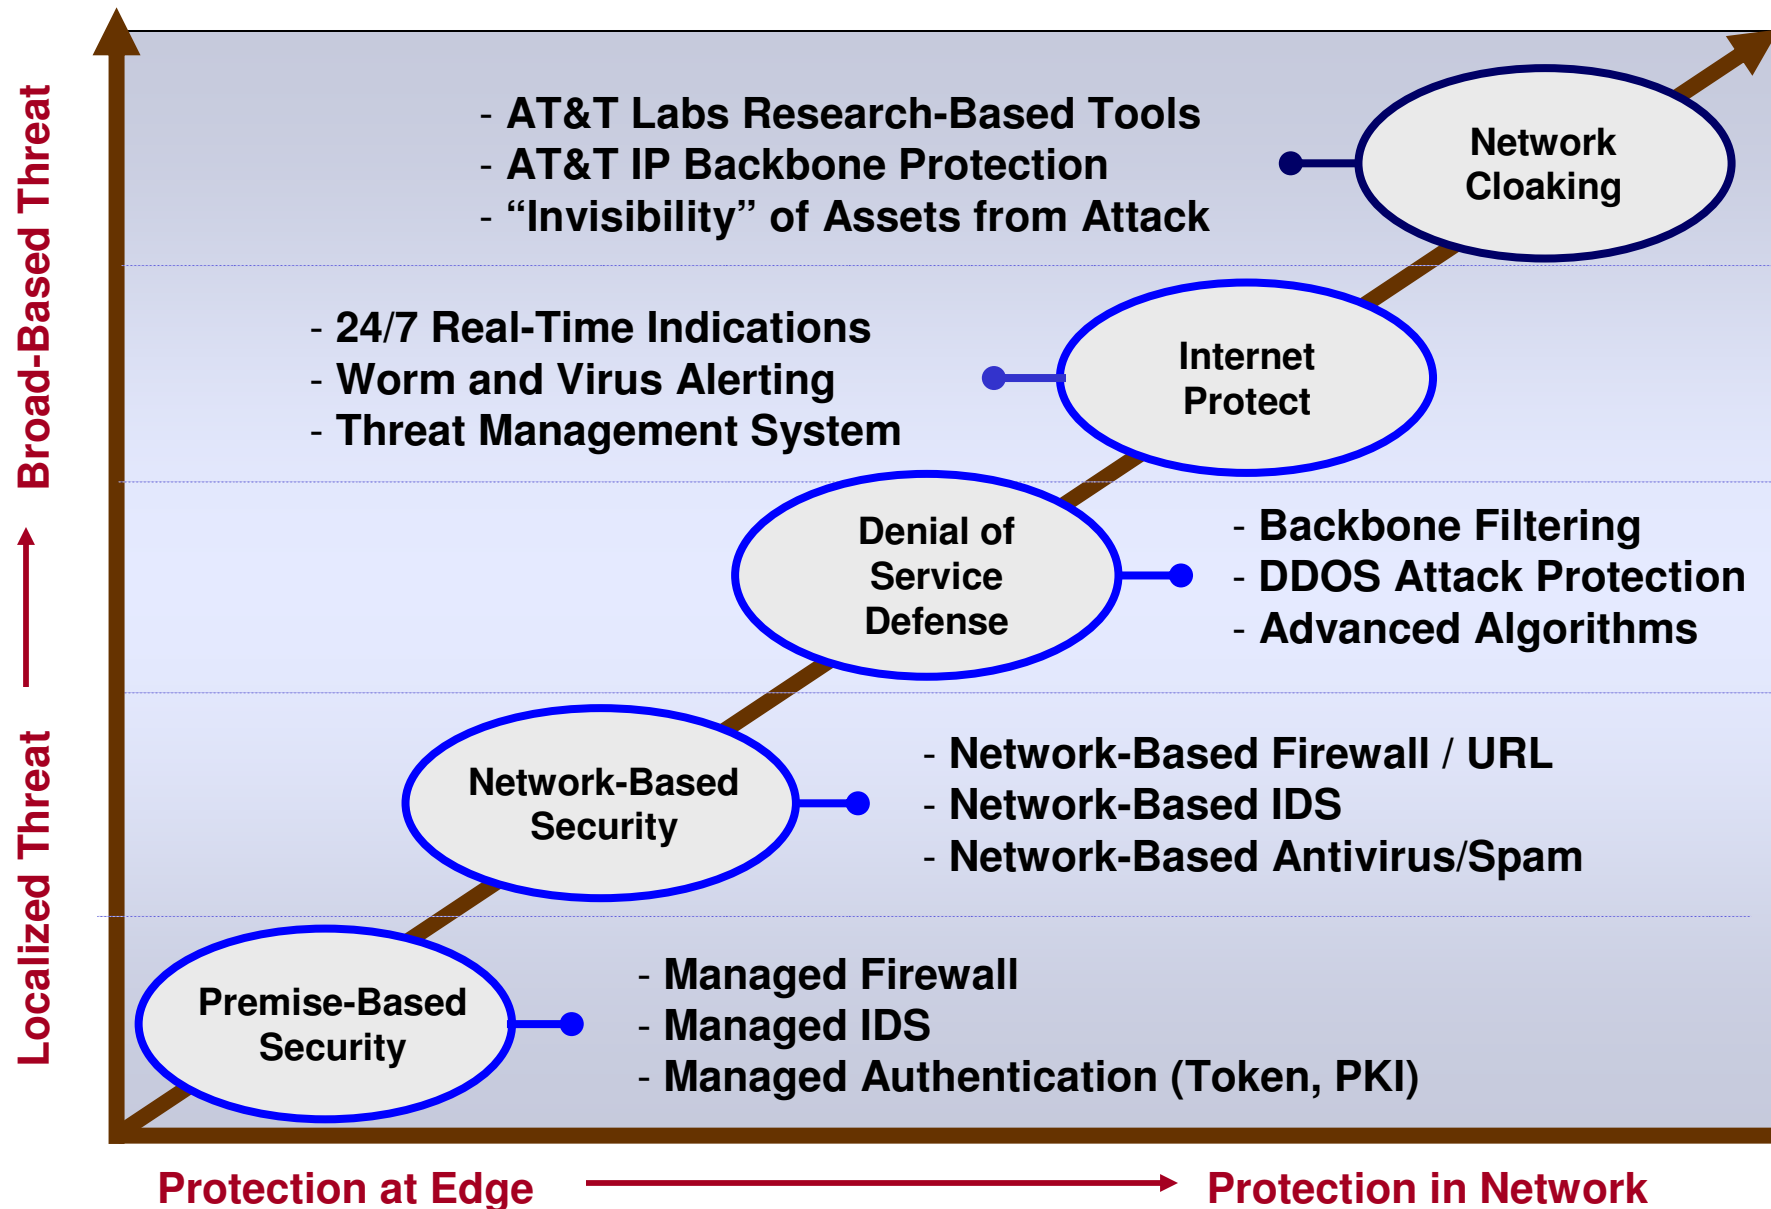 Broad-Based Threat
Localized Threat
- AT&T Labs Research-Based Tools
- AT&T IP Backbone Protection
- “Invisibility” of Assets from Attack
Network
Cloaking
- 24/7 Real-Time Indications
- Worm and Virus Alerting
- Threat Management System
Internet
Protect
Denial of
Service
Defense
- Backbone Filtering
- DDOS Attack Protection
- Advanced Algorithms
Network-Based
Security
- Network-Based Firewall / URL
- Network-Based IDS
- Network-Based Antivirus/Spam
Premise-Based
Security
- Managed Firewall
- Managed IDS
- Managed Authentication (Token, PKI)
Protection at Edge
Protection in Network